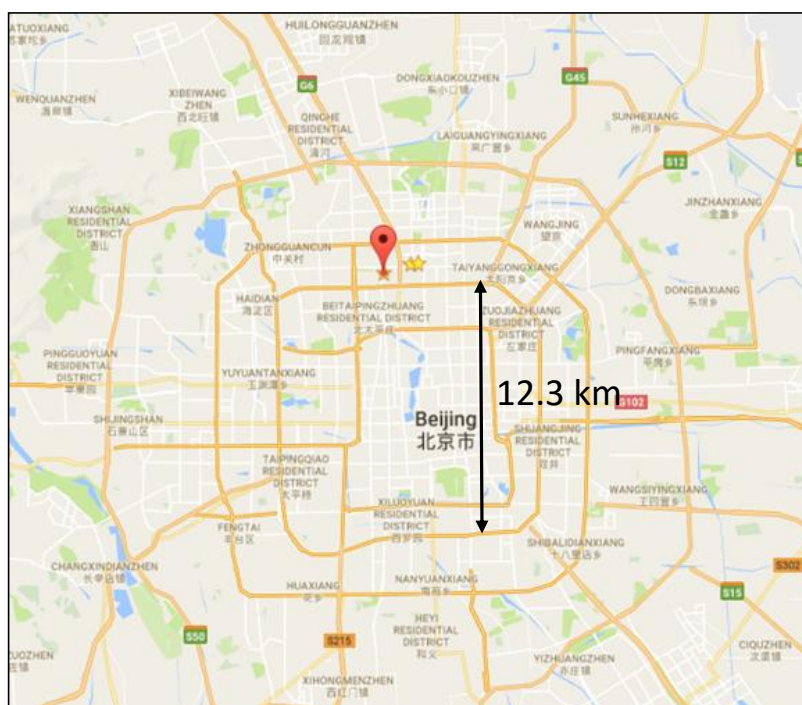 HUILONGGUANZHEN
回龙观镇
G6
G45
DONGXIAOKOUZHEN
东小口镇
WENQUANZHEN
温泉镇
XIBEIWANG
ZHEN
西北旺镇
QINGHE
RESIDENTIAL
DISTRICT
清河
SUNHEXIANG
孙河乡
LAIGUANGYINGXIANG
来广营乡
S12
XIANGSHAN
RESIDENTIAL
DISTRICT
香山
JINZHANXIANG
金盏乡
WANGJING
望京
ZHONGGUANCUN
中关村
TAIYANGGONGXIANG
太阳宫乡
HAIDIAN
海淀区
BEITAIPINGZHUANG
RESIDENTIAL DISTRICT
北太平庄
DONGBAXIANG
东坝乡
ZUOJIAZHUANG
RESIDENTIAL
DISTRICT
左家庄
PINGGUOYUAN
RESIDENTIAL
DISTRICT
苹果园
PINGFANGXIANG
平房乡
YUYUANTANXIANG
玉渊潭乡
12.3 km
G102
SHIJINGSHAN
石景山区
Beijing
北京市
SHUANGJING
RESIDENTIAL
DISTRICT
双井
TAIPINGQIAO
RESIDENTIAL
DISTRICT
太平桥
WANGSIYINGXIANG
王四营乡
XILUOYUAN
RESIDENTIAL
DISTRICT
西罗园
FENGTAI
丰台区
SHIBALIDIANXIANG
十八里店乡
CHANGXINDIANZHEN
长辛店镇
S302
HUAXIANG
花乡
NANYUANXIANG
南苑乡
S15
HEYI
RESIDENTIAL
DISTRICT
和义
S50
S215
CIQUZHEN
次渠镇
YIZHUANGZHEN
亦庄镇
XIHONGMENZHEN
西红门镇